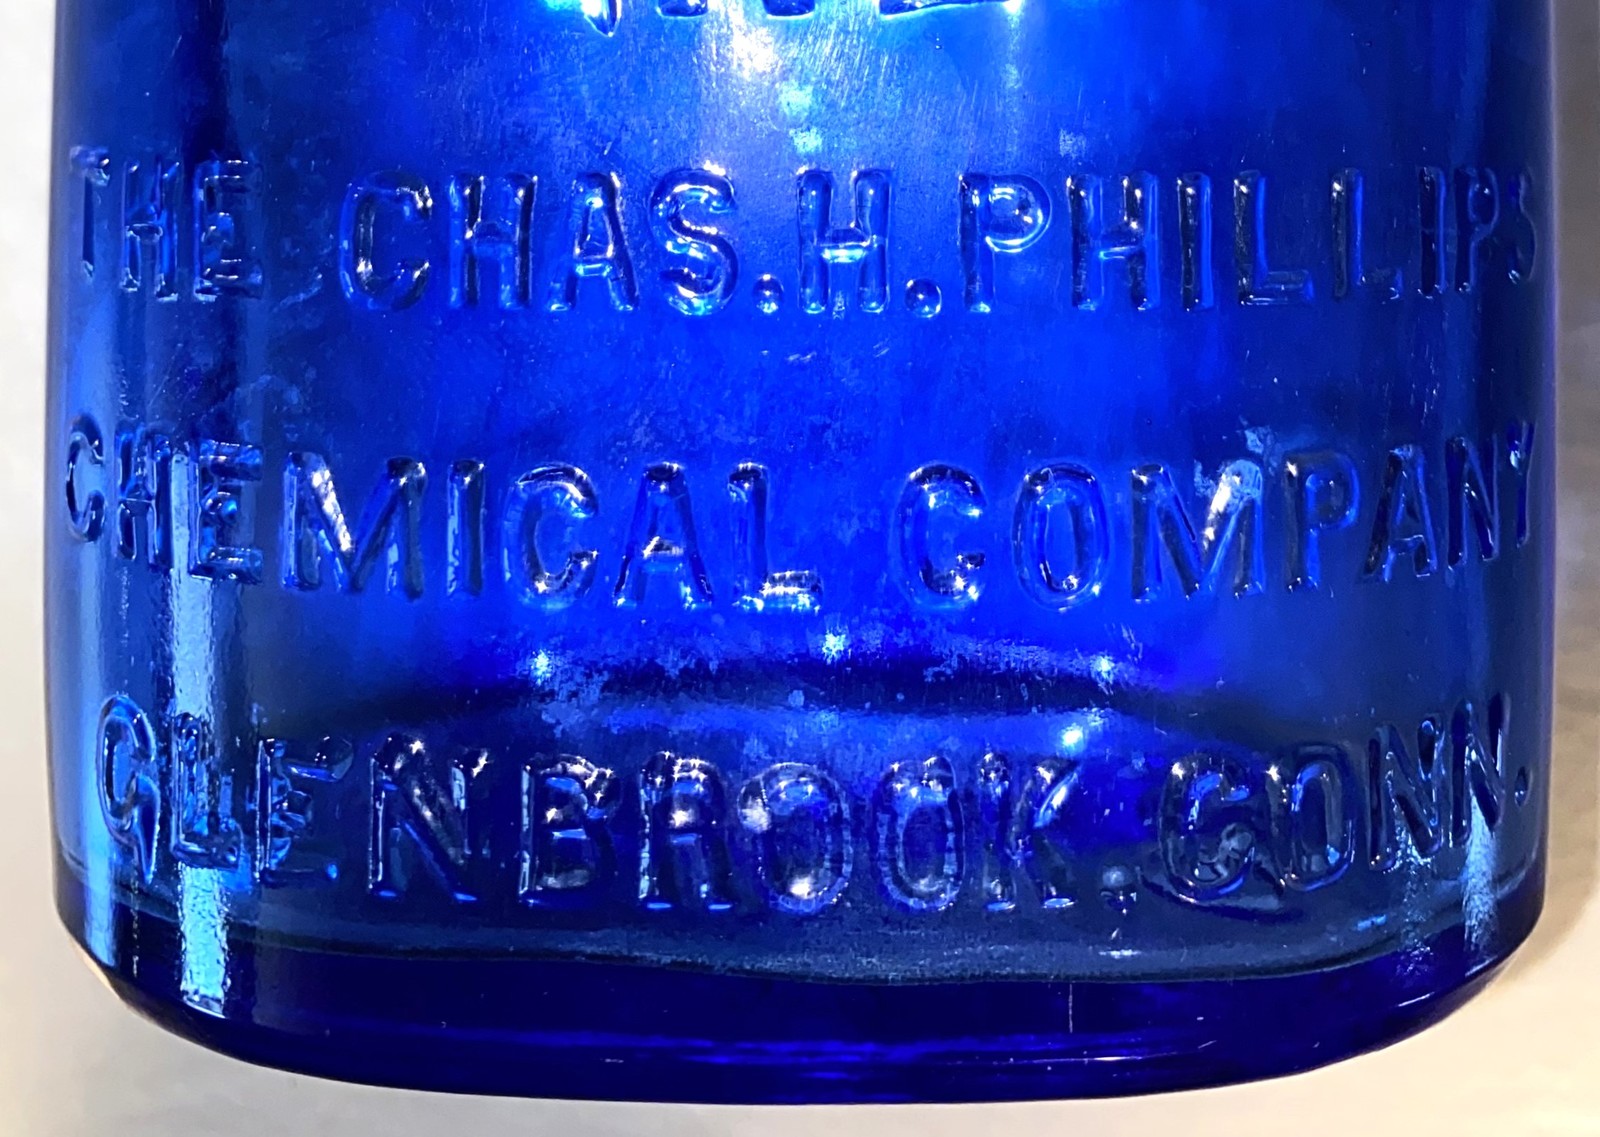 THE CHAS.H.PHILLIPS
CHEMICAL COMPANY
GLENBROOK.CONN.